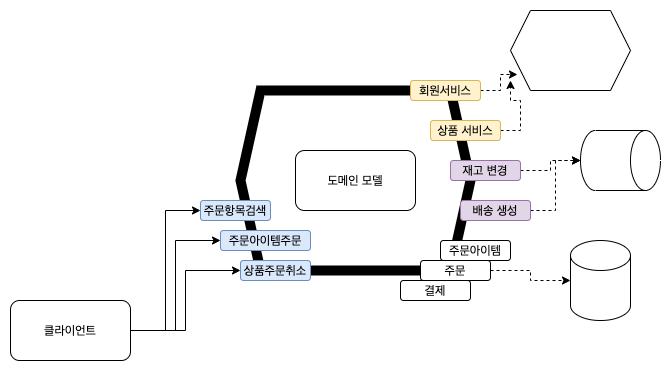 회원서비스
상품 서비스
도메인 모델
재고 변경
주문항목검색
배송 생성
주문아이템주문
주문아이템
상품주문취소
주문
결제
클라이언트